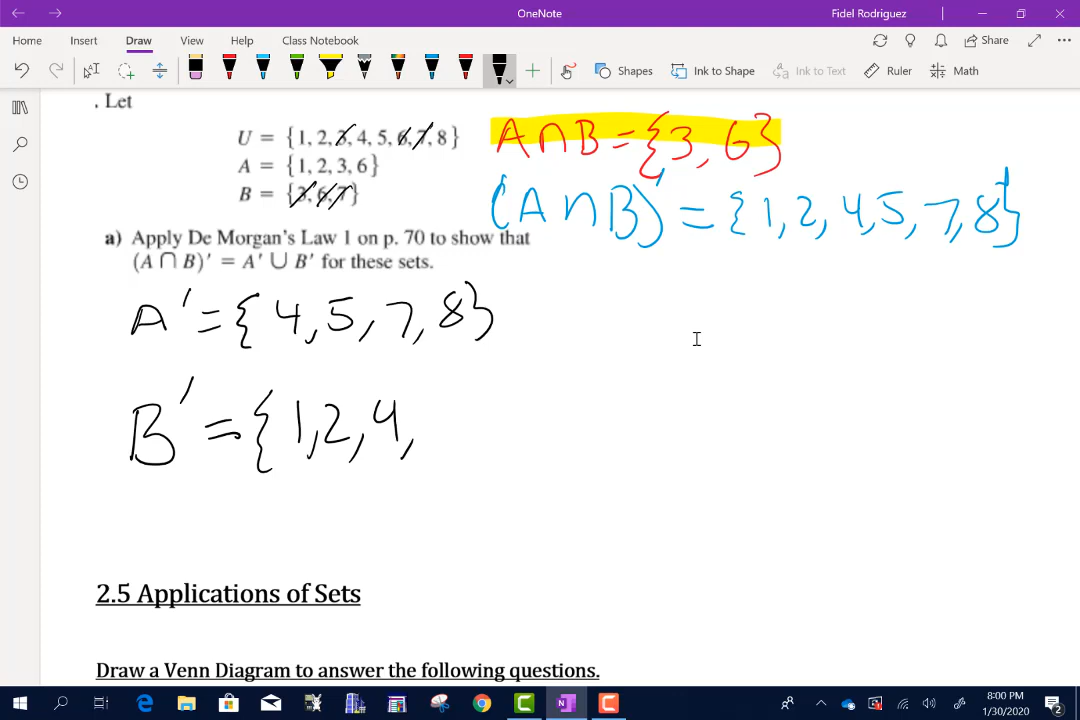 OneNote
Fidel Rodriguez
Home Insert Draw View Help Class Notebook
Share
Shapes Ink to Shape Ink to Text Ruler Math
. Let
U = {1, 2, 3, 4, 5, 6, 7, 8}
A = {1, 2, 3, 6}
B = {3, 6, 7}
A∩B = {3, 6}
(A∩B)' = {1, 2, 4, 5, 7, 8}
a) Apply De Morgan's Law 1 on p. 70 to show that
(A ∩ B)' = A' ∪ B' for these sets.
A' = {4, 5, 7, 8}
B' = {1, 2, 4,
2.5 Applications of Sets
Draw a Venn Diagram to answer the following questions.
8:00 PM
1/30/2020
2